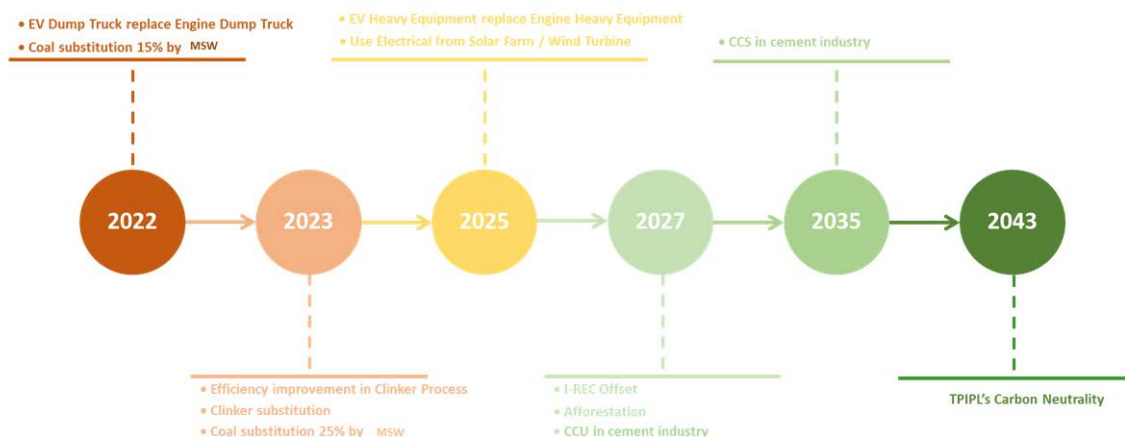 • EV Dump Truck replace Engine Dump Truck
• Coal substitution 15% by MSW
• EV Heavy Equipment replace Engine Heavy Equipment
• Use Electrical from Solar Farm / Wind Turbine
• CCS in cement industry
2022
2023
2025
2027
2035
2043
• Efficiency improvement in Clinker Process
• Clinker substitution
• Coal substitution 25% by MSW
• I-REC Offset
• Afforestation
• CCU in cement industry
TPIPL's Carbon Neutrality